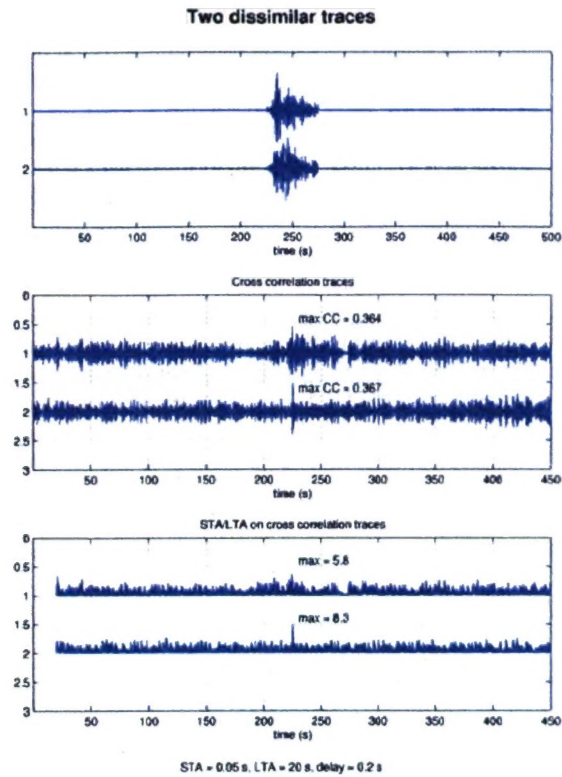 Two dissimilar traces
1
2
50 100 150 200 250 300 350 400 450 500
time (s)
Cross correlation traces
0
0.5
max CC = 0.364
1
1.5
max CC = 0.367
2
2.5
3
50 100 150 200 250 300 350 400 450
time (s)
STA/LTA on cross correlation traces
0
0.5
max = 5.8
1
1.5
max = 8.3
2
2.5
3
50 100 150 200 250 300 350 400 450
time (s)
STA = 0.05 s, LTA = 20 s, delay = 0.2 s